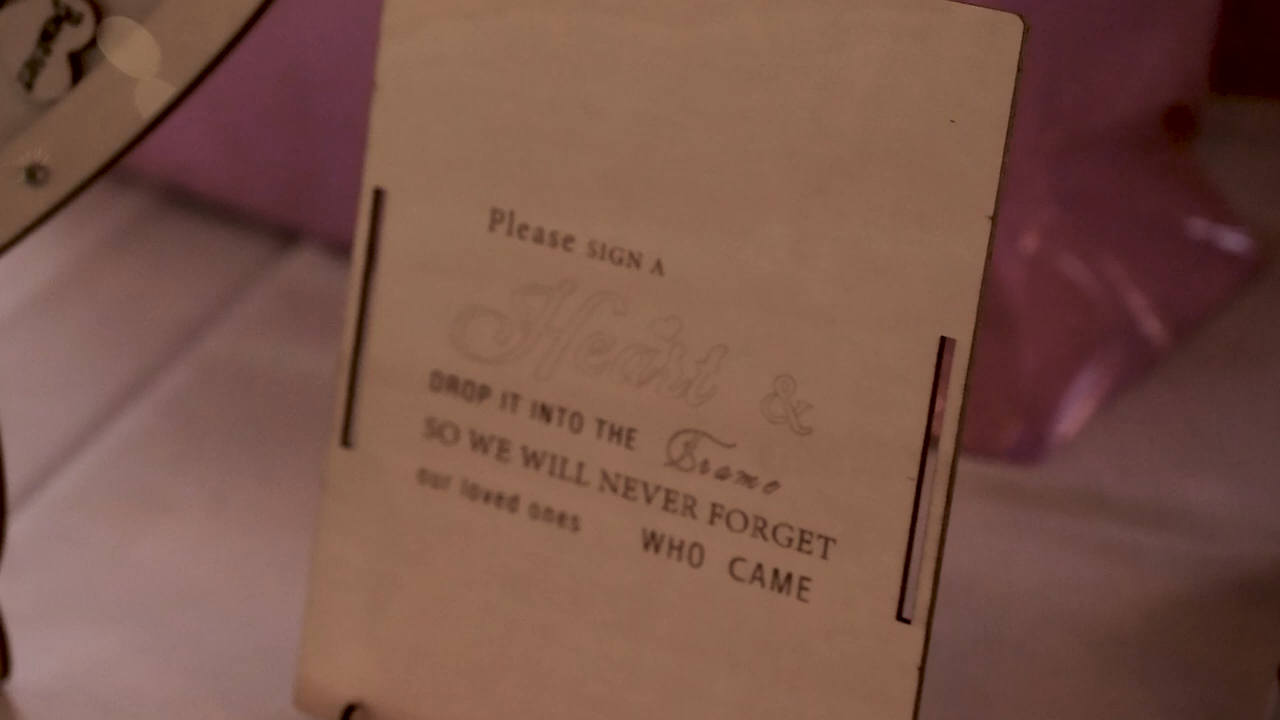 Please SIGN A
Heart &
DROP IT INTO THE Frame
SO WE WILL NEVER FORGET
our loved ones WHO CAME